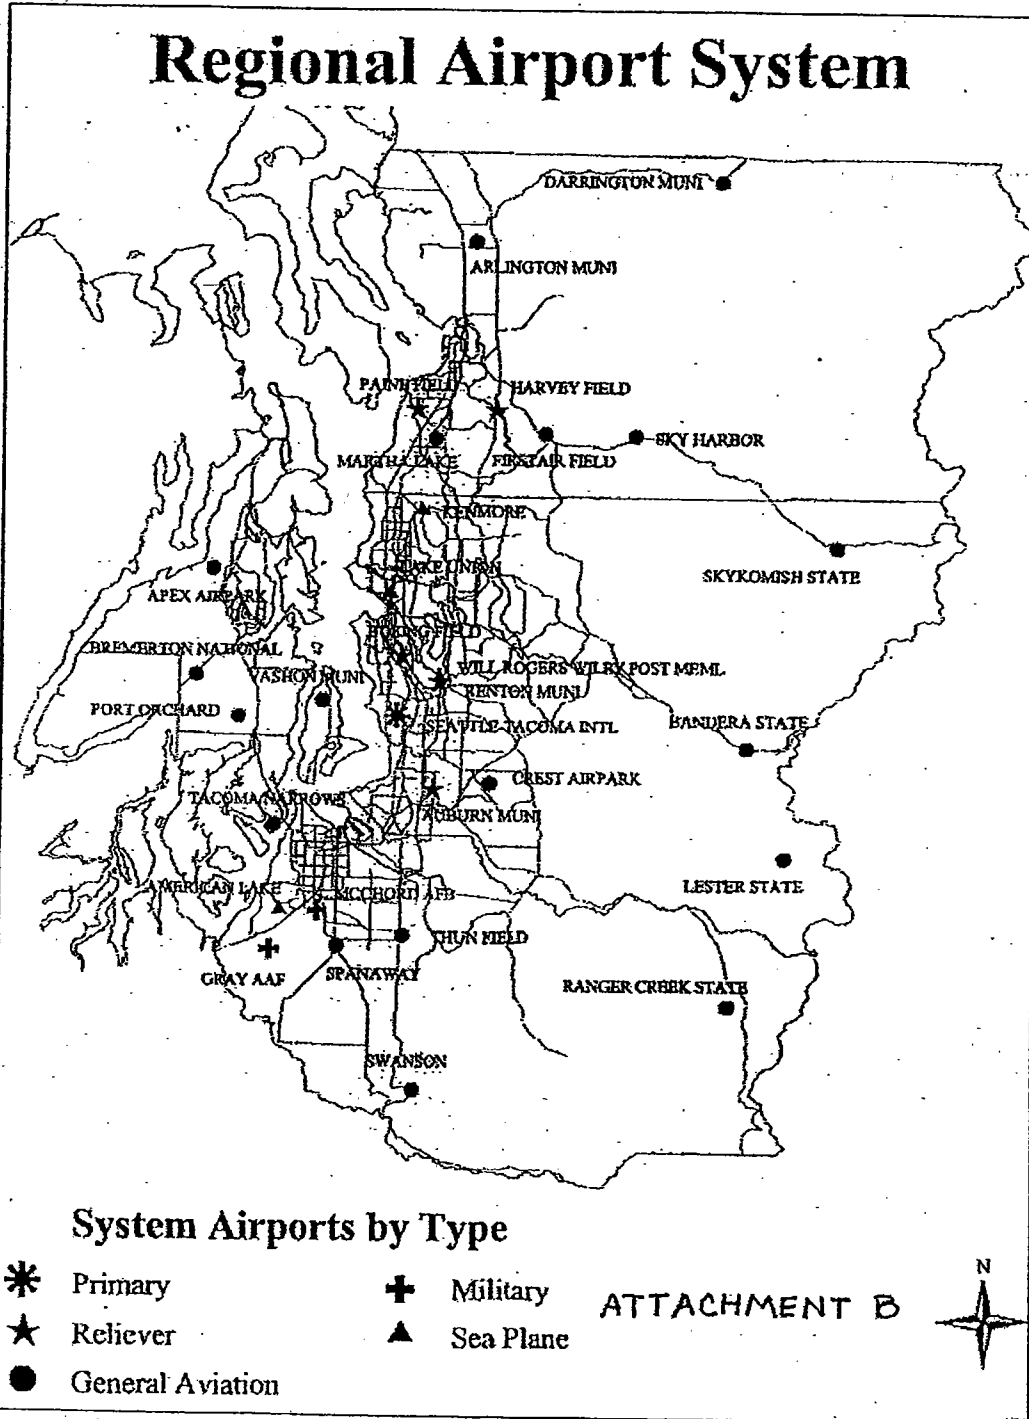 Regional Airport System
DARRINGTON MUNI
ARLINGTON MUNI
PAINE FIELD
HARVEY FIELD
SKY HARBOR
MARTHA LAKE
FIRSTAIR FIELD
KENMORE
LAKE UNION
SKYKOMISH STATE
APEX AIRPARK
BOEING FIELD
BREMERTON NATIONAL
VASHON MUNI
WILL ROGERS WILEY POST MEML
RENTON MUNI
PORT ORCHARD
SEATTLE-TACOMA INTL
BANDERA STATE
CREST AIRPARK
TACOMA NARROWS
AUBURN MUNI
AMERICAN LAKE
MCCHORD AFB
LESTER STATE
THUN FIELD
GRAY AAF
SPANAWAY
RANGER CREEK STATE
SWANSON
System Airports by Type
Primary
Military
Reliever
Sea Plane
General Aviation
ATTACHMENT B
N